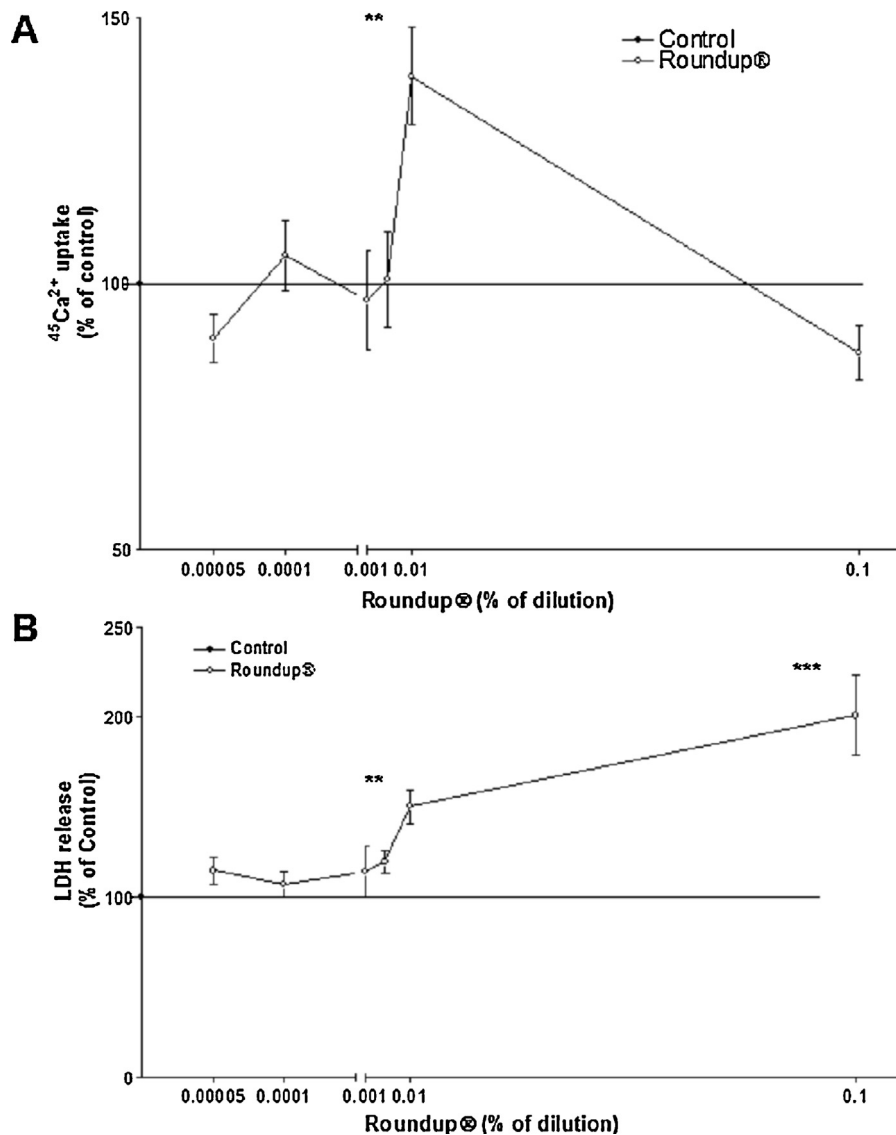 A
150
**
Control
Roundup®
⁴⁵Ca²⁺ uptake
(% of control)
100
50
0.00005 0.0001 0.001 0.01 0.1
Roundup® (% of dilution)
B
250
Control
Roundup®
***
200
**
LDH release
(% of Control)
100
0
0.00005 0.0001 0.001 0.01 0.1
Roundup® (% of dilution)